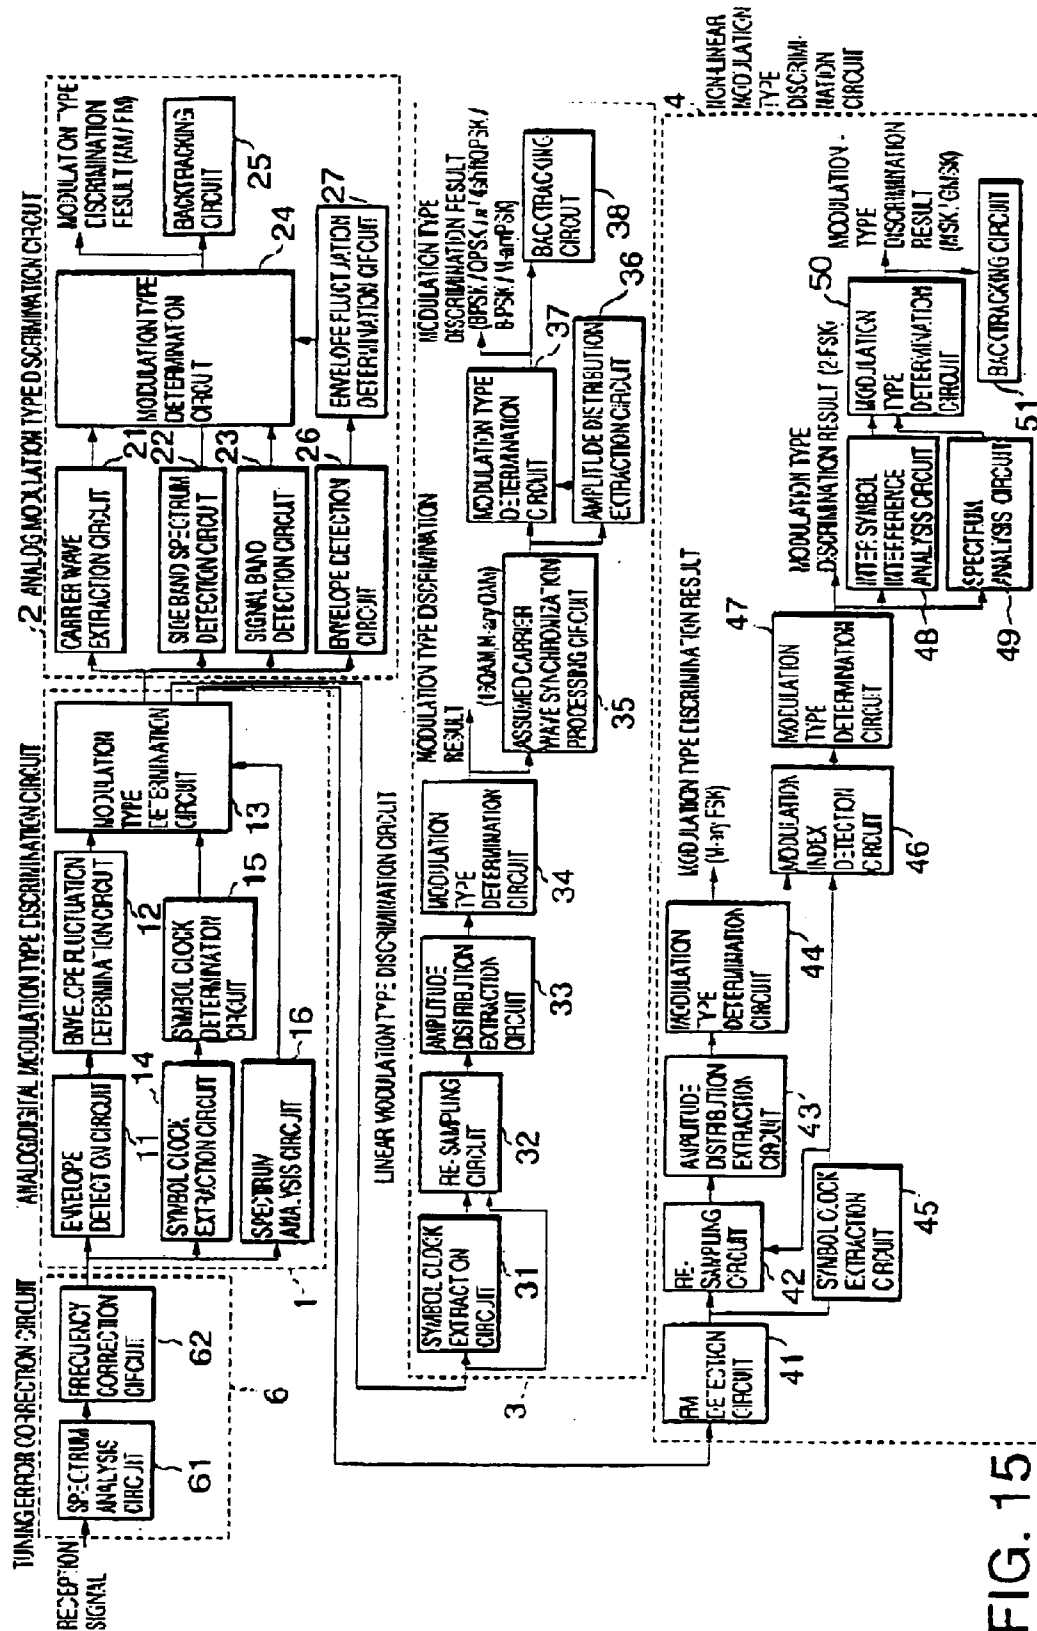 TUNING ERROR CORRECTION CIRCUIT
RECEPTION
SIGNAL
SPECTRUM
ANALYSIS
CIRCUIT
61
FREQUENCY
CORRECTION
CIRCUIT
62
6
ANALOG/DIGITAL MODULATION TYPE DISCRIMINATION CIRCUIT
ENVELOPE
DETECTION CIRCUIT
11
ENVELOPE FLUCTUATION
DETERMINATION CIRCUIT
12
14
SYMBOL CLOCK
EXTRACTION CIRCUIT
SYMBOL CLOCK
DETERMINATION
CIRCUIT
15
SPECTRUM
ANALYSIS CIRCUIT
16
MODULATION
TYPE
DETERMINATION
CIRCUIT
13
1
2 ANALOG MODULATION TYPE DISCRIMINATION CIRCUIT
CARRIER WAVE
EXTRACTION CIRCUIT
21
SIDE BAND SPECTRUM
DETECTION CIRCUIT
22
SIGNAL BAND
DETECTION CIRCUIT
23
ENVELOPE DETECTION
CIRCUIT
26
MODULATION TYPE
DETERMINATION
CIRCUIT
24
ENVELOPE FLUCTUATION
DETERMINATION CIRCUIT
27
MODULATION TYPE
DISCRIMINATION
RESULT (AM/FM)
BACKTRACKING
CIRCUIT
25
LINEAR MODULATION TYPE DISCRIMINATION CIRCUIT
SYMBOL CLOCK
EXTRACTION
CIRCUIT
31
RE-SAMPLING
CIRCUIT
32
AMPLITUDE
DISTRIBUTION
EXTRACTION
CIRCUIT
33
MODULATION
TYPE
DETERMINATION
CIRCUIT
34
MODULATION TYPE DISCRIMINATION
RESULT
(16QAM,M-ary QAM)
ASSUMED CARRIER
WAVE SYNCHRONIZATION
PROCESSING CIRCUIT
35
MODULATION TYPE
DETERMINATION
CIRCUIT
37
AMPLITUDE DISTRIBUTION
EXTRACTION CIRCUIT
36
MODULATION TYPE
DISCRIMINATION RESULT
(BPSK/QPSK/π/4shiftQPSK/
8-PSK/M-aryPSK)
BACKTRACKING
CIRCUIT
38
3
4
NON-LINEAR
MODULATION
TYPE
DISCRIMI-
NATION
CIRCUIT
FM
DETECTION
CIRCUIT
41
RE-
SAMPLING
CIRCUIT
42
AMPLITUDE
DISTRIBUTION
EXTRACTION
CIRCUIT
43
MODULATION
TYPE
DETERMINATION
CIRCUIT
44
SYMBOL CLOCK
EXTRACTION
CIRCUIT
45
MODULATION TYPE DISCRIMINATION RESULT
(M-ary FSK)
MODULATION
INDEX
DETECTION
CIRCUIT
46
MODULATION
TYPE
DETERMINATION
CIRCUIT
47
MODULATION TYPE
DISCRIMINATION RESULT (2-FSK)
INTER SYMBOL
INTERFERENCE
ANALYSIS CIRCUIT
48
SPECTRUM
ANALYSIS CIRCUIT
49
MODULATION
TYPE
DETERMINATION
CIRCUIT
50
MODULATION
TYPE
DISCRIMINATION
RESULT
(MSK/GMSK)
BACKTRACKING CIRCUIT
51
FIG. 15